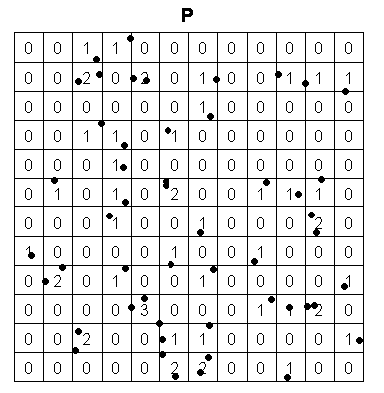 P
0 0 1 1 0 0 0 0 0 0 0 0
0 0 2 0 2 0 1 0 0 1 1 1
0 0 0 0 0 0 1 0 0 0 0 0
0 0 1 1 0 1 0 0 0 0 0 0
0 0 0 1 0 0 0 0 0 0 0 0
0 1 0 1 0 2 0 0 1 1 1 0
0 0 0 1 0 0 1 0 0 0 2 0
1 0 0 0 0 1 0 0 1 0 0 0
0 2 0 1 0 0 1 0 0 0 0 1
0 0 0 0 3 0 0 0 1 2 0
0 0 2 0 0 1 1 0 0 0 0 1
0 0 0 0 0 2 2 0 0 1 0 0